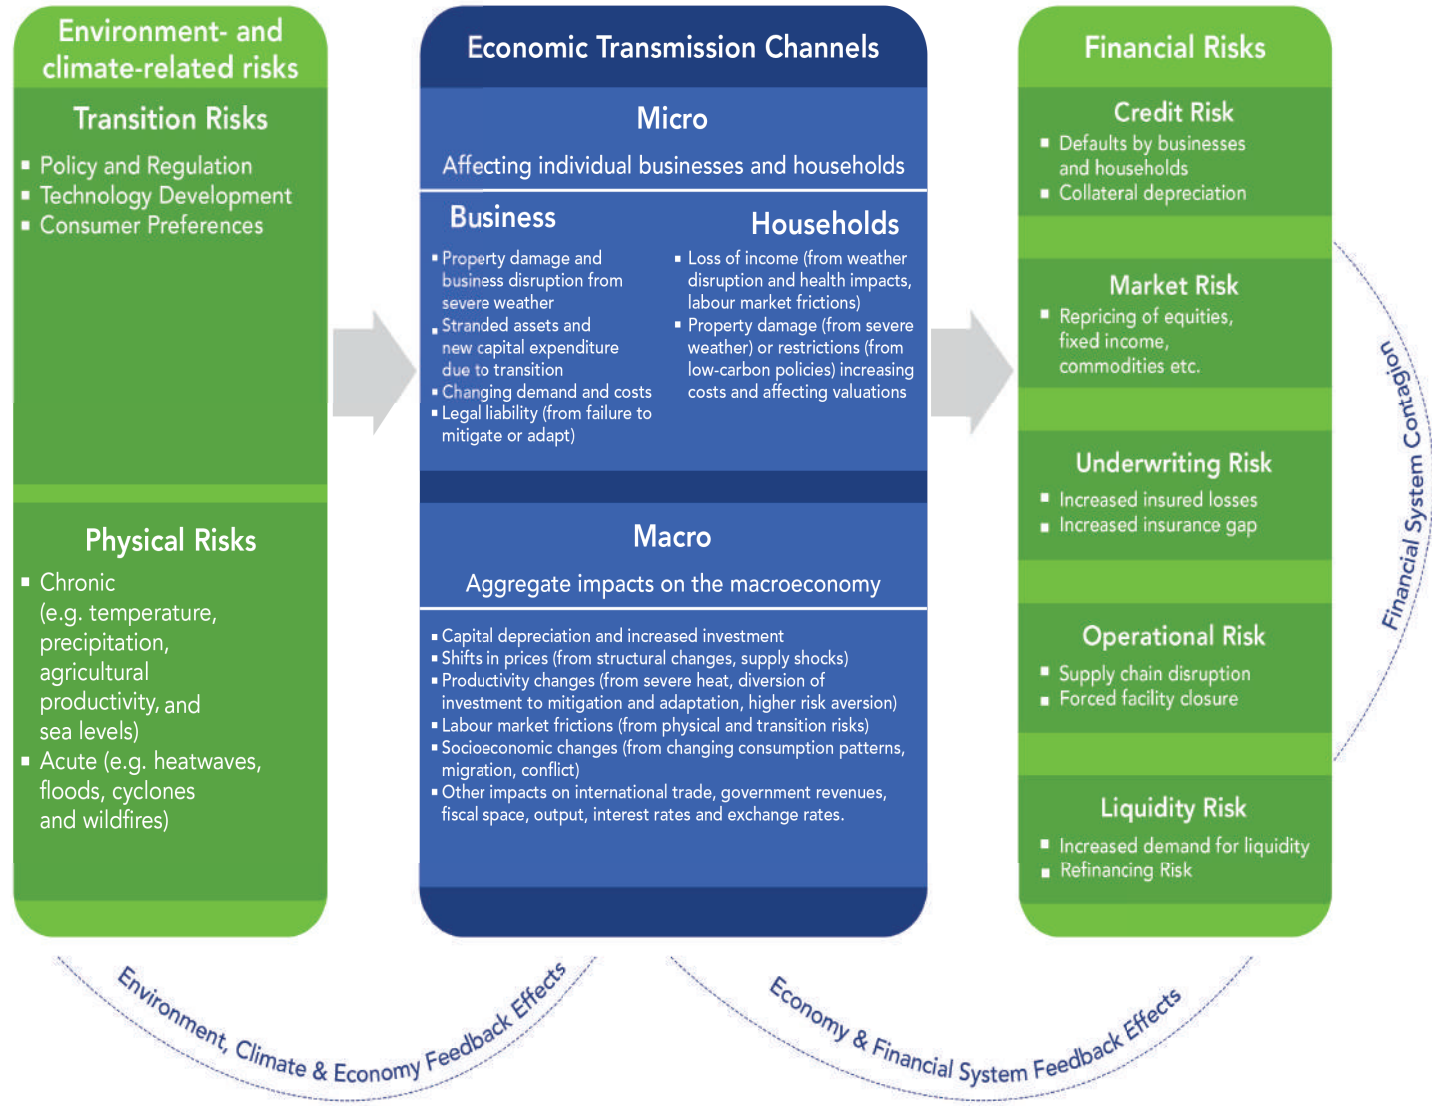 Environment- and
climate-related risks
Transition Risks
▪ Policy and Regulation
▪ Technology Development
▪ Consumer Preferences
Physical Risks
▪ Chronic
(e.g. temperature,
precipitation,
agricultural
productivity, and
sea levels)
▪ Acute (e.g. heatwaves,
floods, cyclones
and wildfires)
Economic Transmission Channels
Micro
Affecting individual businesses and households
Business
▪ Property damage and
business disruption from
severe weather
▪ Stranded assets and
new capital expenditure
due to transition
▪ Changing demand and costs
▪ Legal liability (from failure to
mitigate or adapt)
Households
▪ Loss of income (from weather
disruption and health impacts,
labour market frictions)
▪ Property damage (from severe
weather) or restrictions (from
low-carbon policies) increasing
costs and affecting valuations
Macro
Aggregate impacts on the macroeconomy
▪ Capital depreciation and increased investment
▪ Shifts in prices (from structural changes, supply shocks)
▪ Productivity changes (from severe heat, diversion of
investment to mitigation and adaptation, higher risk aversion)
▪ Labour market frictions (from physical and transition risks)
▪ Socioeconomic changes (from changing consumption patterns,
migration, conflict)
▪ Other impacts on international trade, government revenues,
fiscal space, output, interest rates and exchange rates.
Financial Risks
Credit Risk
▪ Defaults by businesses
and households
▪ Collateral depreciation
Market Risk
▪ Repricing of equities,
fixed income,
commodities etc.
Underwriting Risk
▪ Increased insured losses
▪ Increased insurance gap
Operational Risk
▪ Supply chain disruption
▪ Forced facility closure
Liquidity Risk
▪ Increased demand for liquidity
▪ Refinancing Risk
Financial System Contagion
Environment, Climate & Economy Feedback Effects
Economy & Financial System Feedback Effects